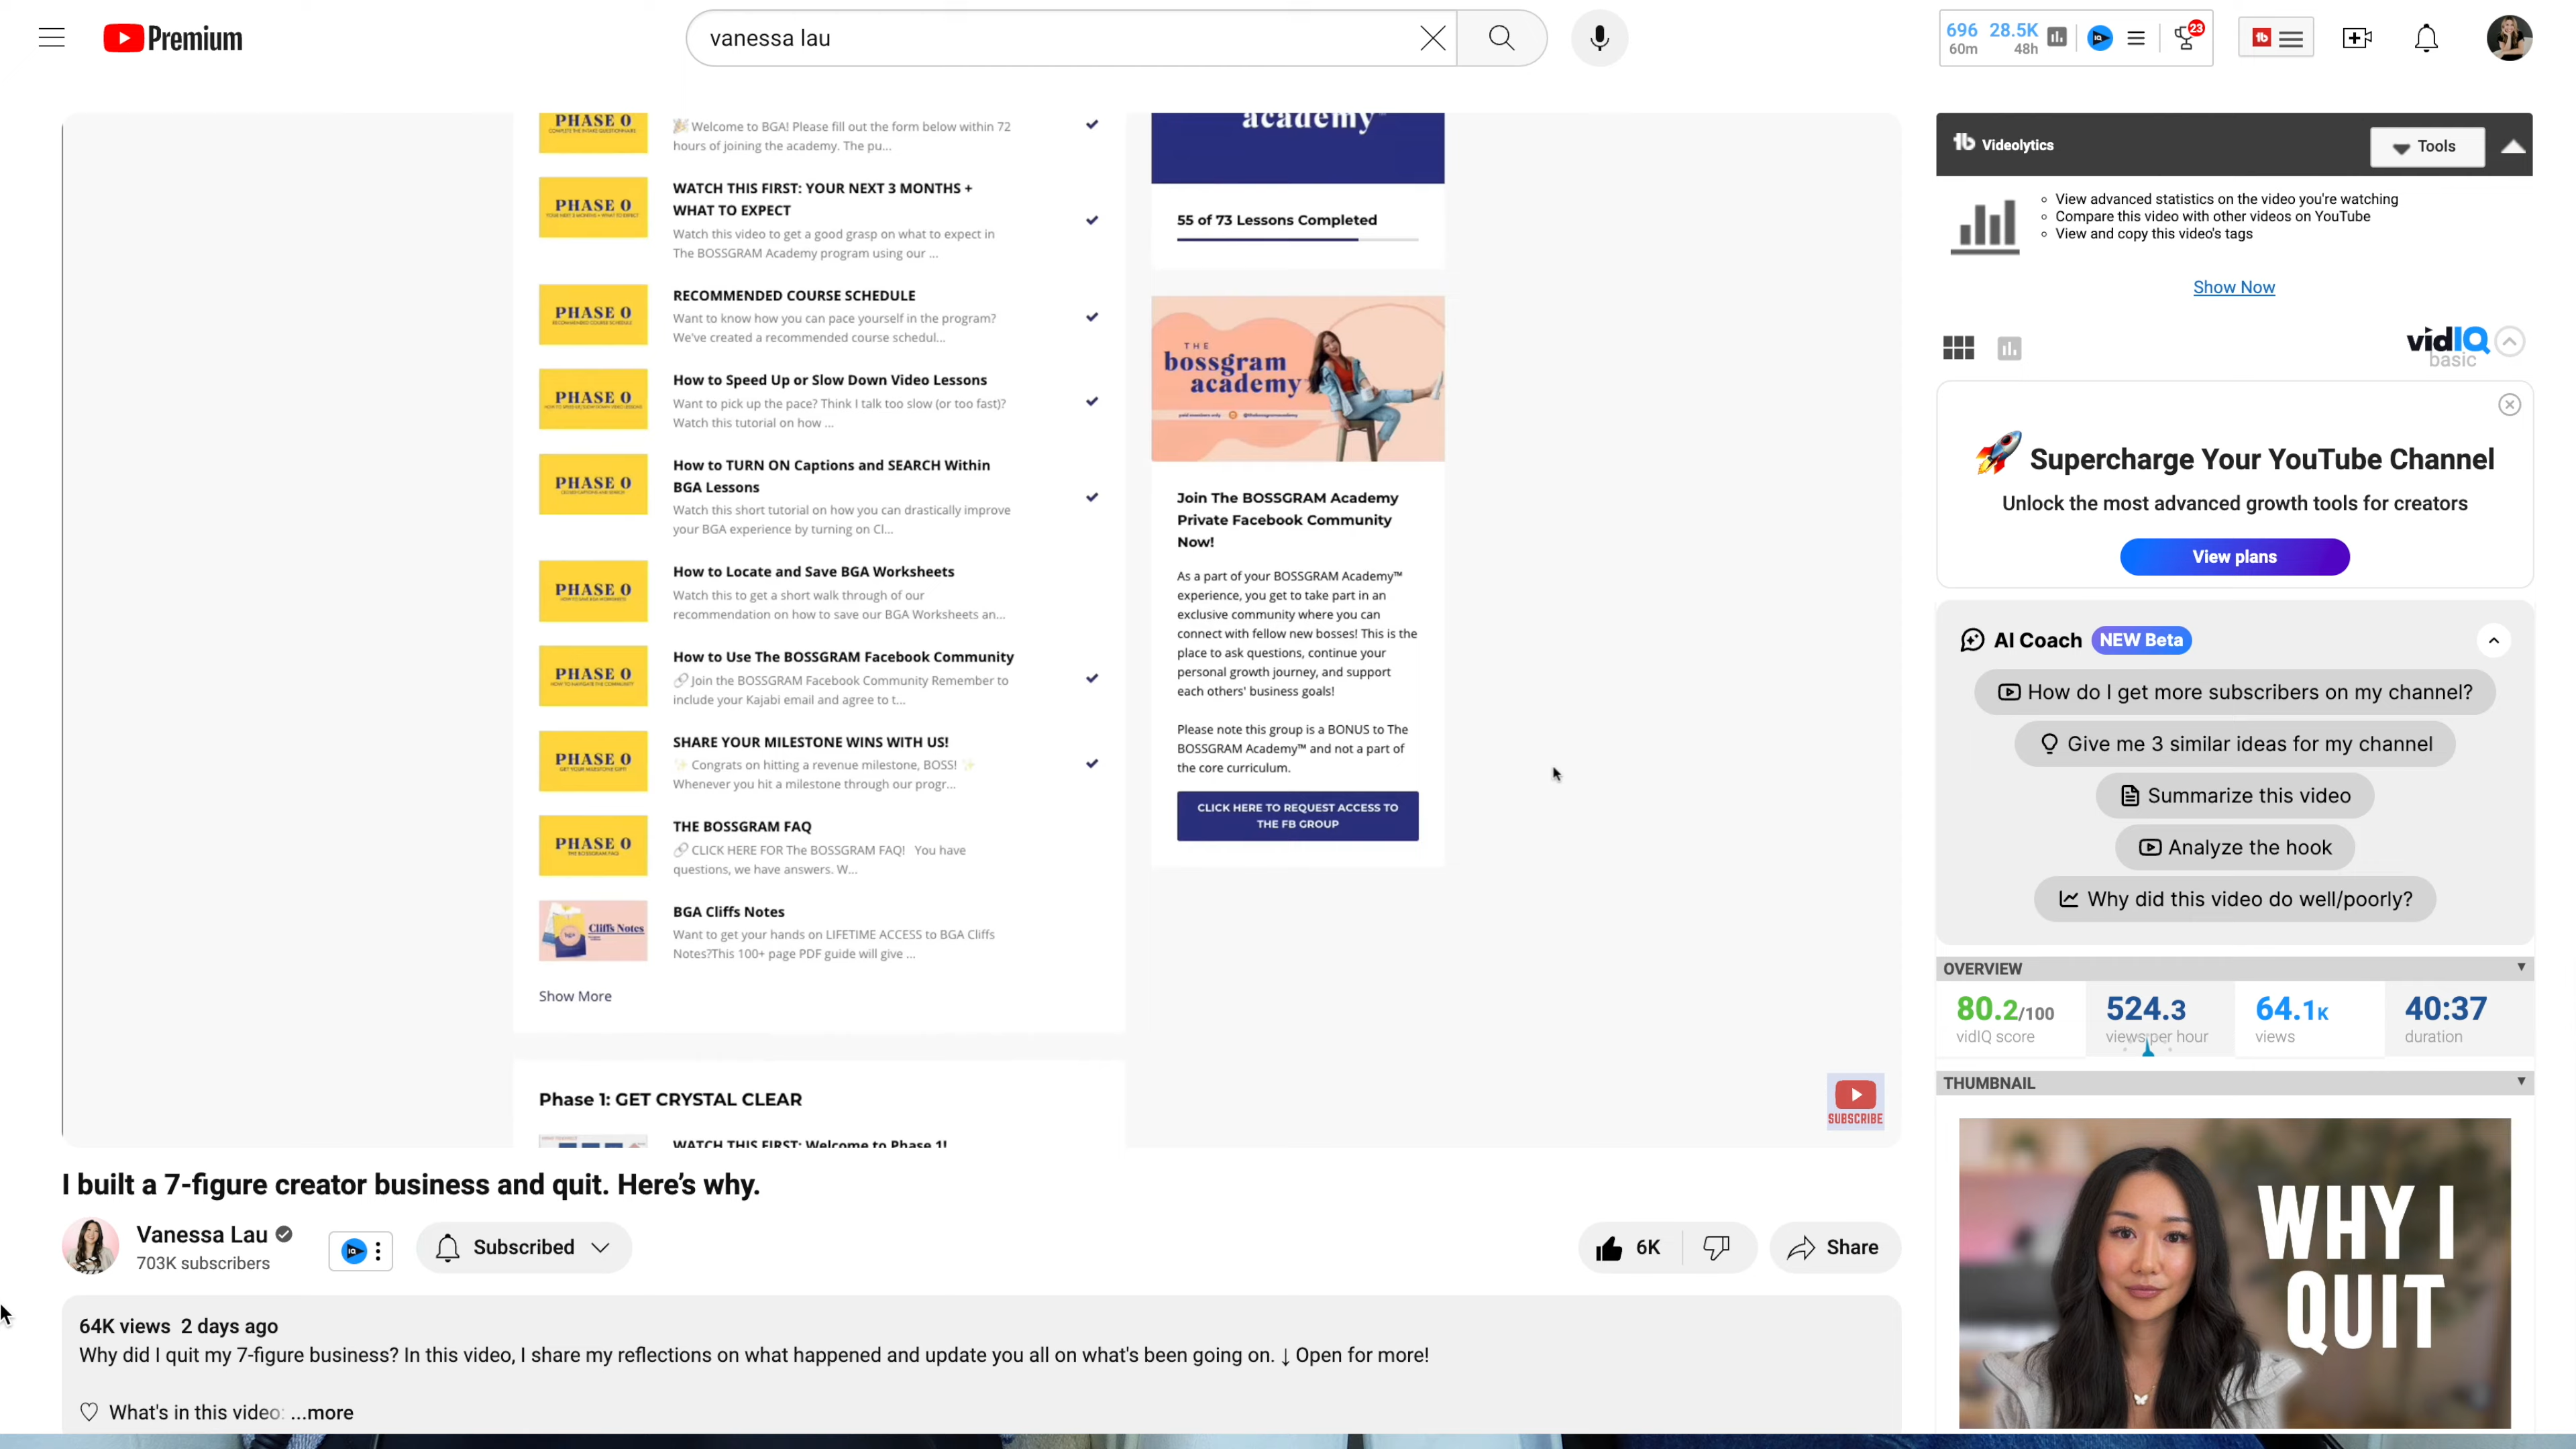 Premium
vanessa lau
696 28.5K
60m 48h
23
PHASE 0
🎉 Welcome to BGA! Please fill out the form below within 72
hours of joining the academy. The pu...
PHASE 0
WATCH THIS FIRST: YOUR NEXT 3 MONTHS +
WHAT TO EXPECT
Watch this video to get a good grasp on what to expect in
The BOSSGRAM Academy program using our ...
PHASE 0
RECOMMENDED COURSE SCHEDULE
Want to know how you can pace yourself in the program?
We've created a recommended course schedul...
PHASE 0
How to Speed Up or Slow Down Video Lessons
Want to pick up the pace? Think I talk too slow (or too fast)?
Watch this tutorial on how ...
PHASE 0
How to TURN ON Captions and SEARCH Within
BGA Lessons
Watch this short tutorial on how you can drastically improve
your BGA experience by turning on Cl...
PHASE 0
How to Locate and Save BGA Worksheets
Watch this to get a short walk through of our
recommendation on how to save our BGA Worksheets an...
PHASE 0
How to Use The BOSSGRAM Facebook Community
🔗 Join the BOSSGRAM Facebook Community Remember to
include your Kajabi email and agree to t...
PHASE 0
SHARE YOUR MILESTONE WINS WITH US!
✨ Congrats on hitting a revenue milestone, BOSS! ✨
Whenever you hit a milestone through our progr...
PHASE 0
THE BOSSGRAM FAQ
🔗 CLICK HERE FOR The BOSSGRAM FAQ! You have
questions, we have answers. W...
Cliffs Notes
BGA Cliffs Notes
Want to get your hands on LIFETIME ACCESS to BGA Cliffs
Notes?This 100+ page PDF guide will give ...
Show More
Phase 1: GET CRYSTAL CLEAR
WATCH THIS FIRST: Welcome to Phase 1!
academy
55 of 73 Lessons Completed
THE
bossgram
academy
Join The BOSSGRAM Academy
Private Facebook Community
Now!
As a part of your BOSSGRAM Academy™
experience, you get to take part in an
exclusive community where you can
connect with fellow new bosses! This is the
place to ask questions, continue your
personal growth journey, and support
each others' business goals!
Please note this group is a BONUS to The
BOSSGRAM Academy™ and not a part of
the core curriculum.
CLICK HERE TO REQUEST ACCESS TO
THE FB GROUP
SUBSCRIBE
I built a 7-figure creator business and quit. Here's why.
Vanessa Lau
703K subscribers
Subscribed
6K
Share
64K views 2 days ago
Why did I quit my 7-figure business? In this video, I share my reflections on what happened and update you all on what's been going on. ↓ Open for more!
♡ What's in this video: ...more
Videolytics
Tools
View advanced statistics on the video you're watching
Compare this video with other videos on YouTube
View and copy this video's tags
Show Now
vidIQ
basic
🚀 Supercharge Your YouTube Channel
Unlock the most advanced growth tools for creators
View plans
AI Coach NEW Beta
How do I get more subscribers on my channel?
Give me 3 similar ideas for my channel
Summarize this video
Analyze the hook
Why did this video do well/poorly?
OVERVIEW
80.2/100 524.3 64.1K 40:37
vidIQ score views per hour views duration
THUMBNAIL
WHY I
QUIT